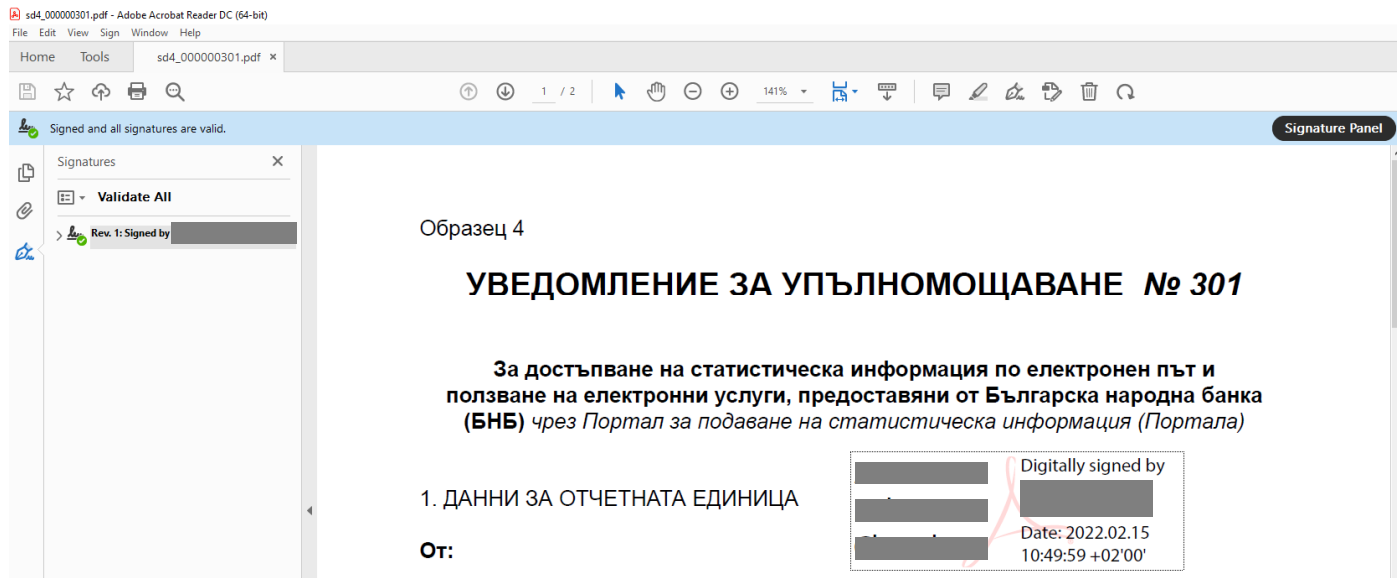 sd4_000000301.pdf - Adobe Acrobat Reader DC (64-bit)
File Edit View Sign Window Help
Home Tools sd4_000000301.pdf ×
1 / 2 141%
Signed and all signatures are valid.
Signature Panel
Signatures
Validate All
Rev. 1: Signed by
Образец 4
УВЕДОМЛЕНИЕ ЗА УПЪЛНОМОЩАВАНЕ № 301
За достъпване на статистическа информация по електронен път и
ползване на електронни услуги, предоставяни от Българска народна банка
(БНБ) чрез Портал за подаване на статистическа информация (Портала)
1. ДАННИ ЗА ОТЧЕТНАТА ЕДИНИЦА
Digitally signed by
Date: 2022.02.15
10:49:59 +02'00'
От: